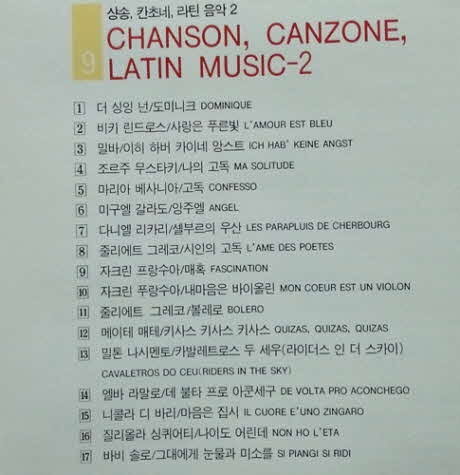 샹송, 칸초네, 라틴 음악 2
9
CHANSON, CANZONE,
LATIN MUSIC-2
1 더 싱잉 넌/도미니크 DOMINIQUE
2 비키 린드로스/사랑은 푸른빛 L'AMOUR EST BLEU
3 밀바/이히 하버 카이네 앙스트 ICH HAB' KEINE ANGST
4 조르주 무스타키/나의 고독 MA SOLITUDE
5 마리아 베사니아/고독 CONFESSO
6 미구엘 갈라도/앙주엘 ANGEL
7 다니엘 리카리/셸부르의 우산 LES PARAPLUIS DE CHERBOURG
8 줄리에트 그레코/시인의 고독 L'AME DES POETES
9 자크린 프랑수아/매혹 FASCINATION
10 자크린 푸랑수아/내마음은 바이올린 MON COEUR EST UN VIOLON
11 줄리에트 그레코/볼레로 BOLERO
12 메이테 매테/키사스 키사스 키사스 QUIZAS, QUIZAS, QUIZAS
13 밀톤 나시멘토/카발레트로스 두 세우(라이더스 인 더 스카이)
CAVALETROS DO CEU(RIDERS IN THE SKY)
14 엘바 라말로/데 볼타 프로 아쿤세구 DE VOLTA PRO ACONCHEGO
15 니콜라 디 바리/마음은 집시 IL CUORE E'UNO ZINGARO
16 질리올라 싱퀴어티/나이도 어린데 NON HO L'ETA
17 바비 솔로/그대에게 눈물과 미소를 SI PIANGI SI RIDI